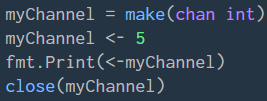 myChannel = make(chan int)
myChannel <- 5
fmt.Print(<-myChannel)
close(myChannel)